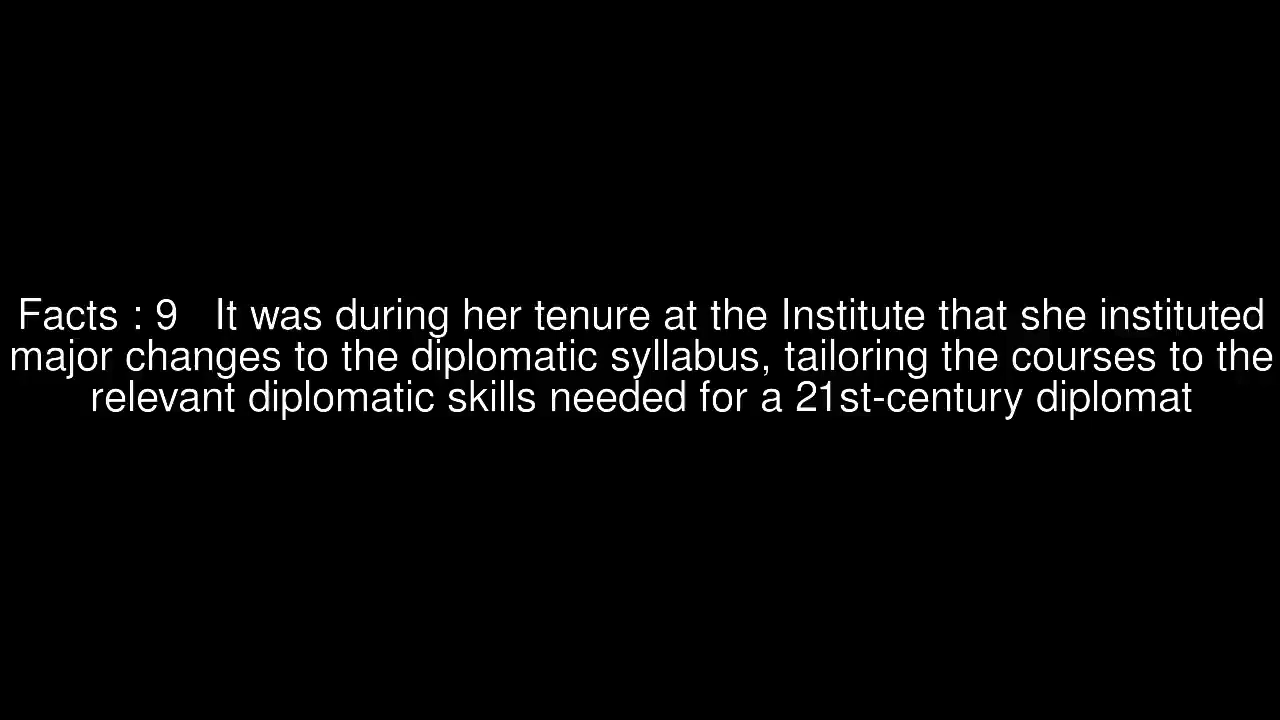 Facts : 9   It was during her tenure at the Institute that she instituted
major changes to the diplomatic syllabus, tailoring the courses to the
relevant diplomatic skills needed for a 21st-century diplomat